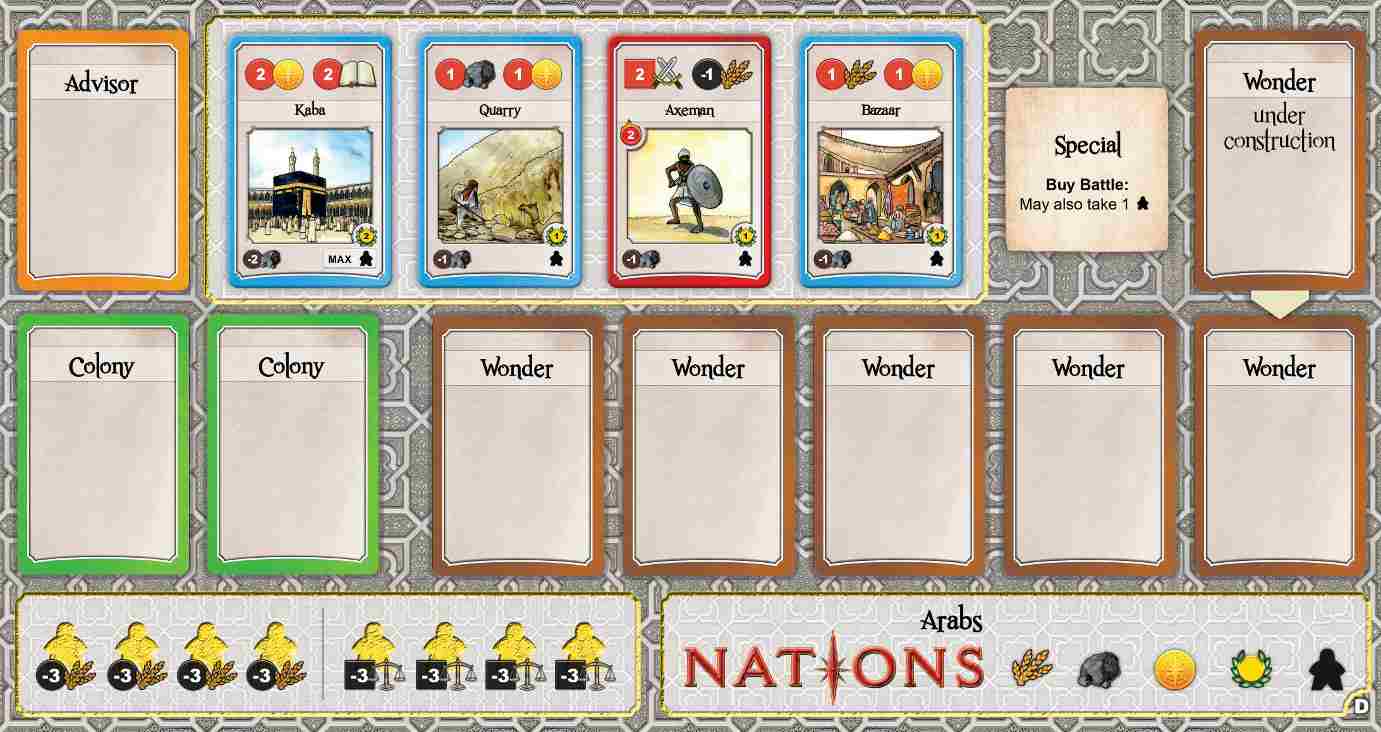 Advisor
2 2
Kaba
2
-2 MAX
1 1
Quarry
1
-1
2 -1
Axeman
2
1
-1
1 1
Bazaar
1
-1
Special
Buy Battle:
May also take 1
Wonder
under
construction
Colony
Colony
Wonder
Wonder
Wonder
Wonder
Wonder
-3 -3 -3 -3 -3 -3 -3 -3
Arabs
NATIONS
D